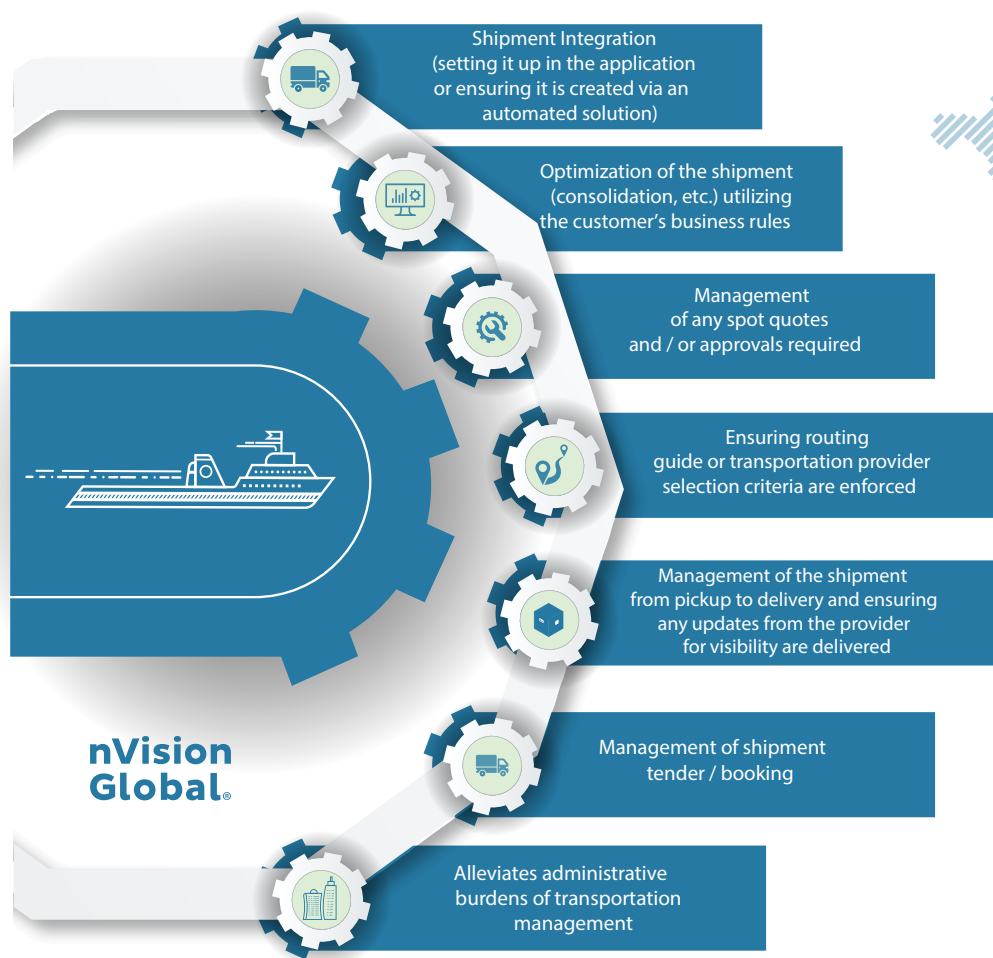 Shipment Integration
(setting it up in the application
or ensuring it is created via an
automated solution)
Optimization of the shipment
(consolidation, etc.) utilizing
the customer’s business rules
Management
of any spot quotes
and / or approvals required
Ensuring routing
guide or transportation provider
selection criteria are enforced
Management of the shipment
from pickup to delivery and ensuring
any updates from the provider
for visibility are delivered
Management of shipment
tender / booking
Alleviates administrative
burdens of transportation
management
nVision
Global®